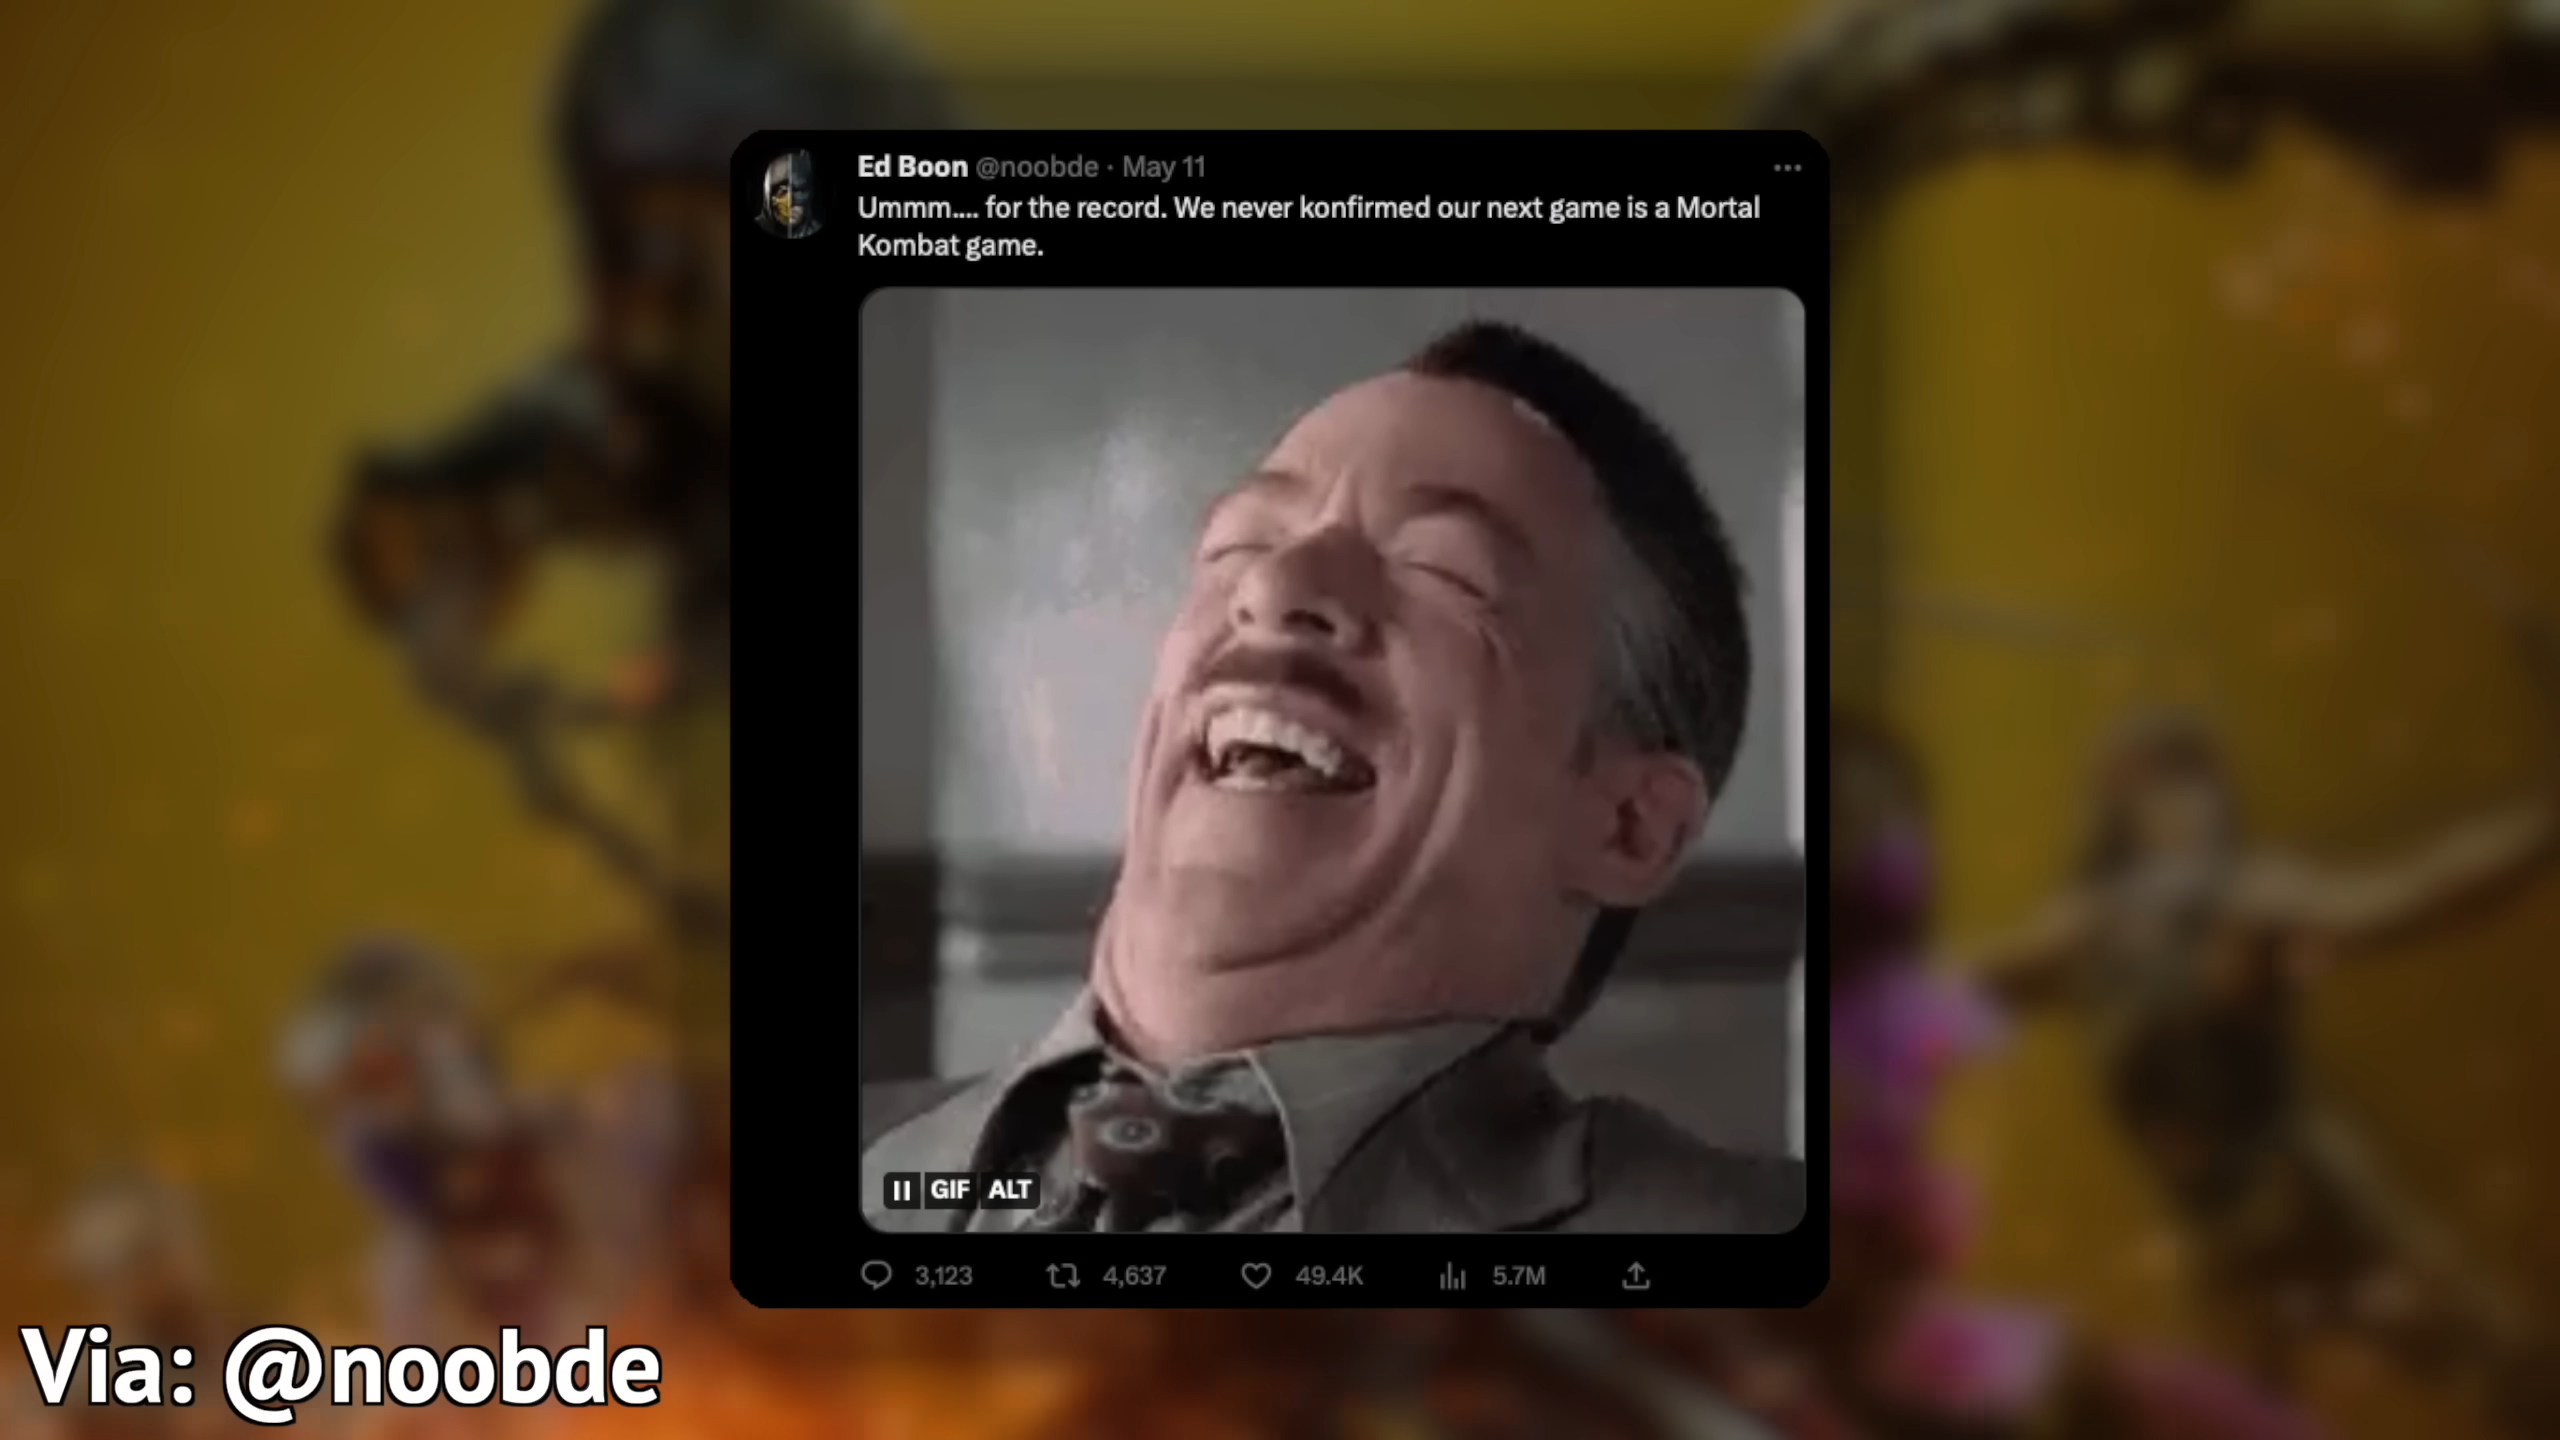 Ed Boon @noobde · May 11
Ummm.... for the record. We never konfirmed our next game is a Mortal
Kombat game.
GIF ALT
3,123 4,637 49.4K 5.7M
Via: @noobde